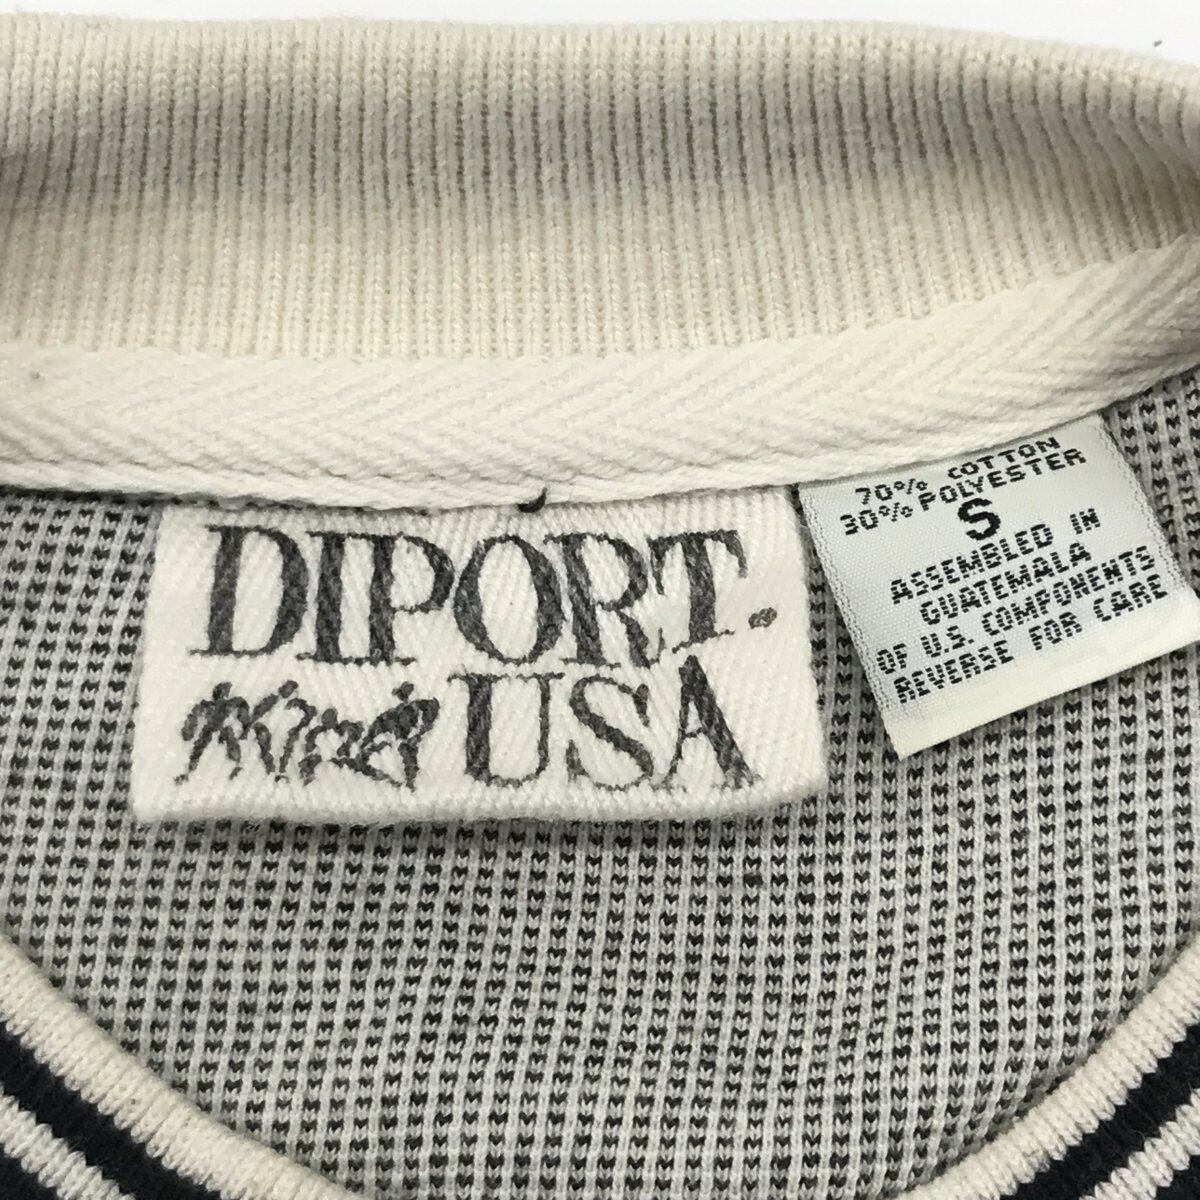 DIPORT.
USA
70% COTTON
30% POLYESTER
S
ASSEMBLED IN
GUATEMALA
OF U.S. COMPONENTS
REVERSE FOR CARE